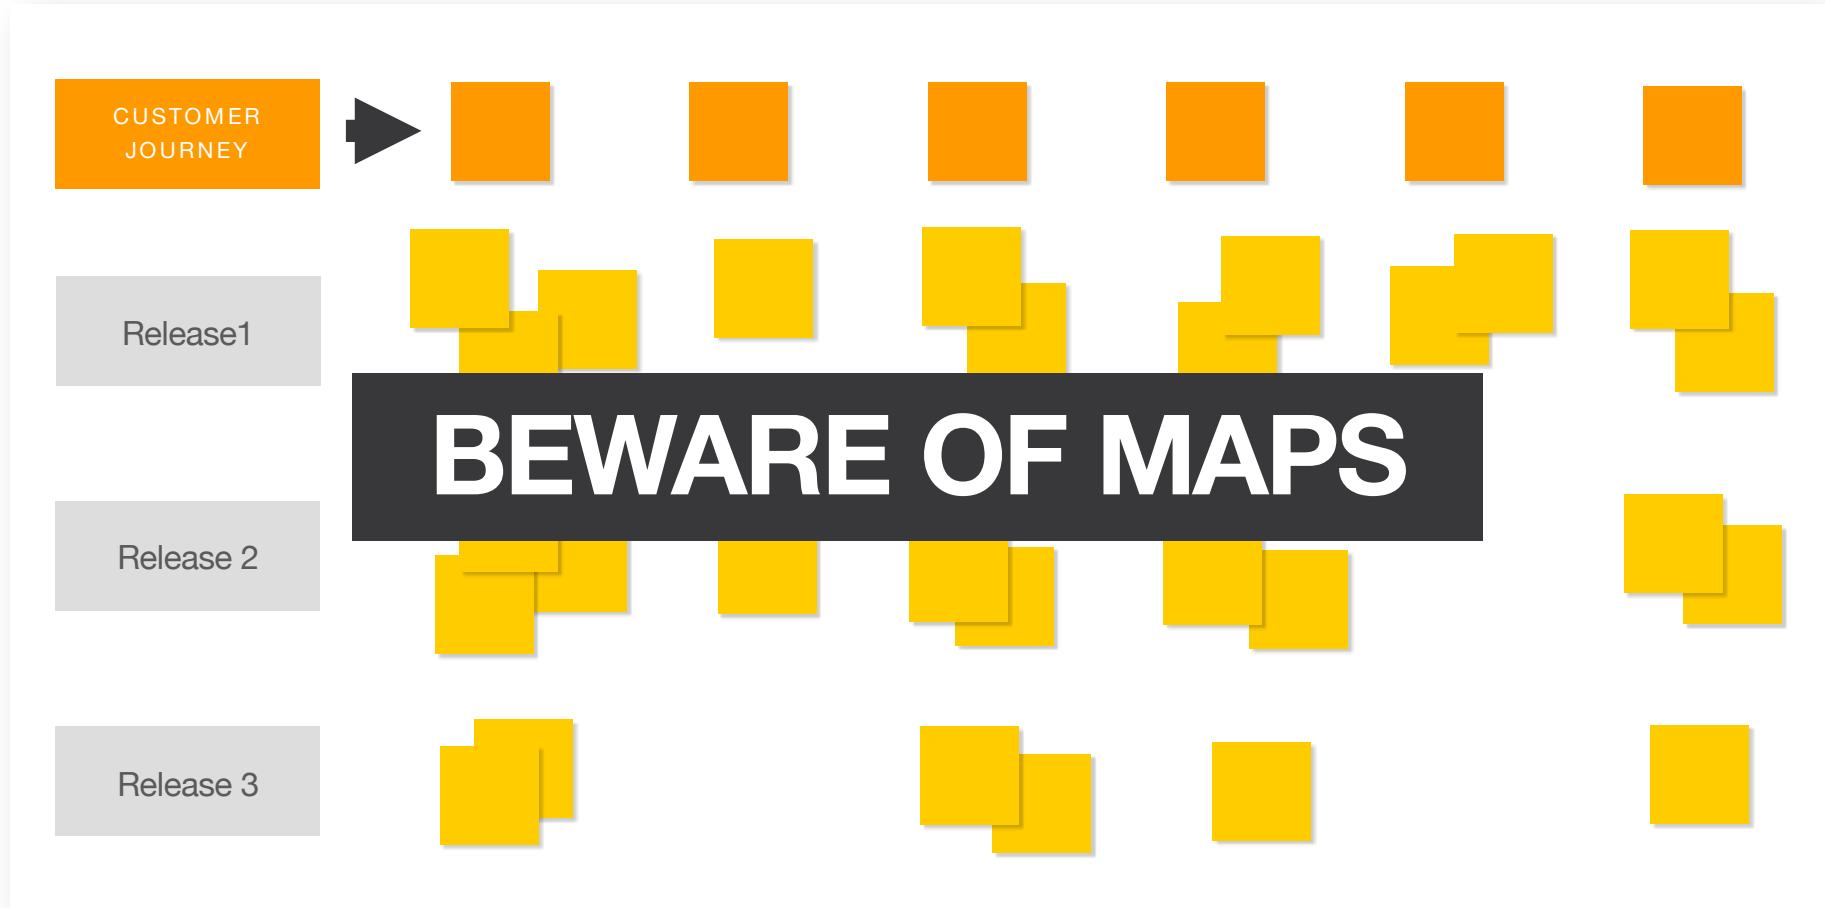 CUSTOMER
JOURNEY
Release1
BEWARE OF MAPS
Release 2
Release 3